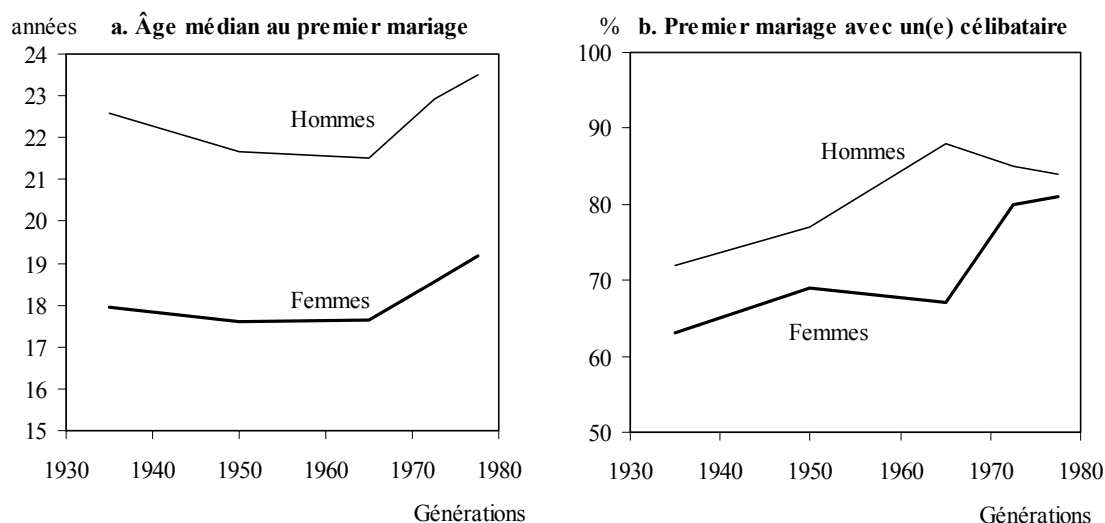 années a. Âge médian au premier mariage
24
23
22
21
20
19
18
17
16
15
Hommes
Femmes
1930 1940 1950 1960 1970 1980
Générations
% b. Premier mariage avec un(e) célibataire
100
90
80
70
60
50
Hommes
Femmes
1930 1940 1950 1960 1970 1980
Générations